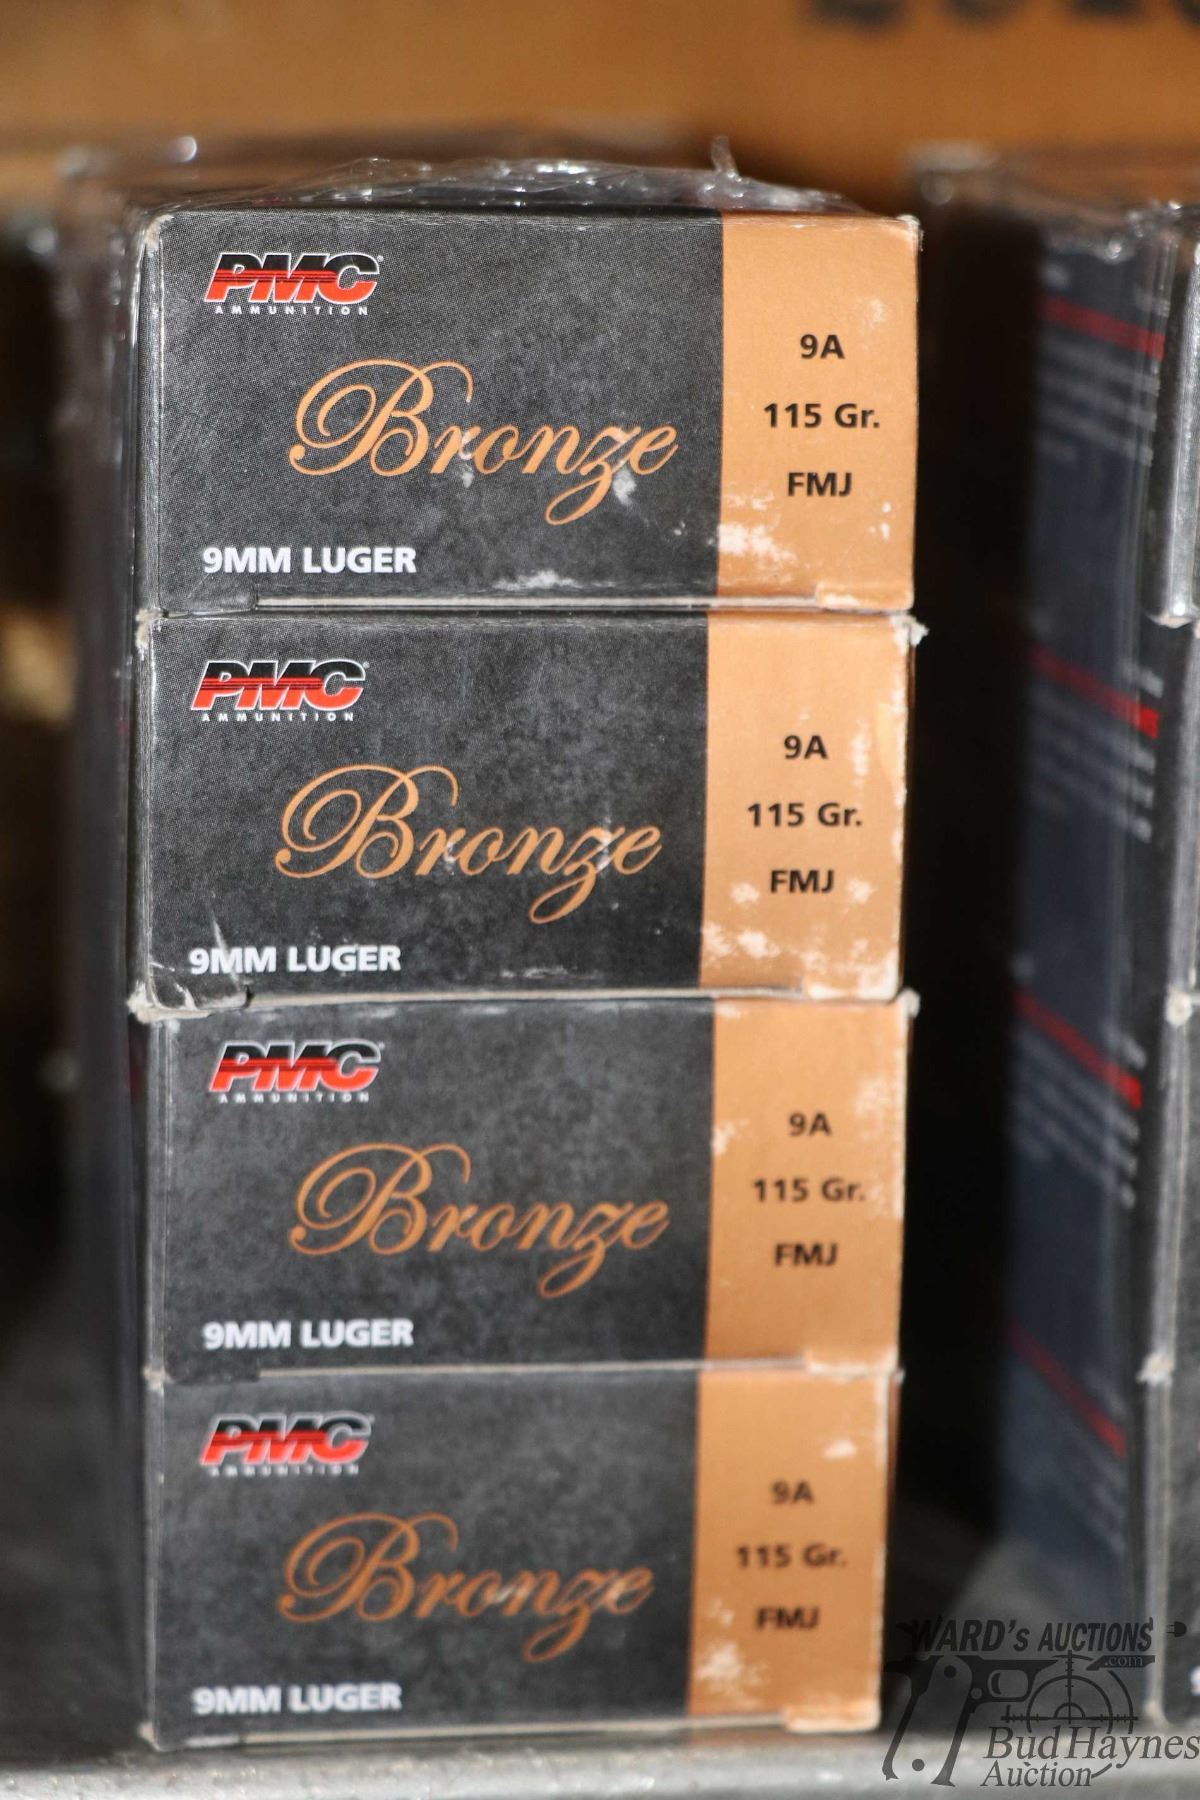 PMC
AMMUNITION
Bronze
9MM LUGER
9A
115 Gr.
FMJ
PMC
AMMUNITION
Bronze
9MM LUGER
9A
115 Gr.
FMJ
PMC
AMMUNITION
Bronze
9MM LUGER
9A
115 Gr.
FMJ
PMC
AMMUNITION
Bronze
9MM LUGER
9A
115 Gr.
FMJ
WARD's AUCTIONS
.com
Bud Haynes
Auction